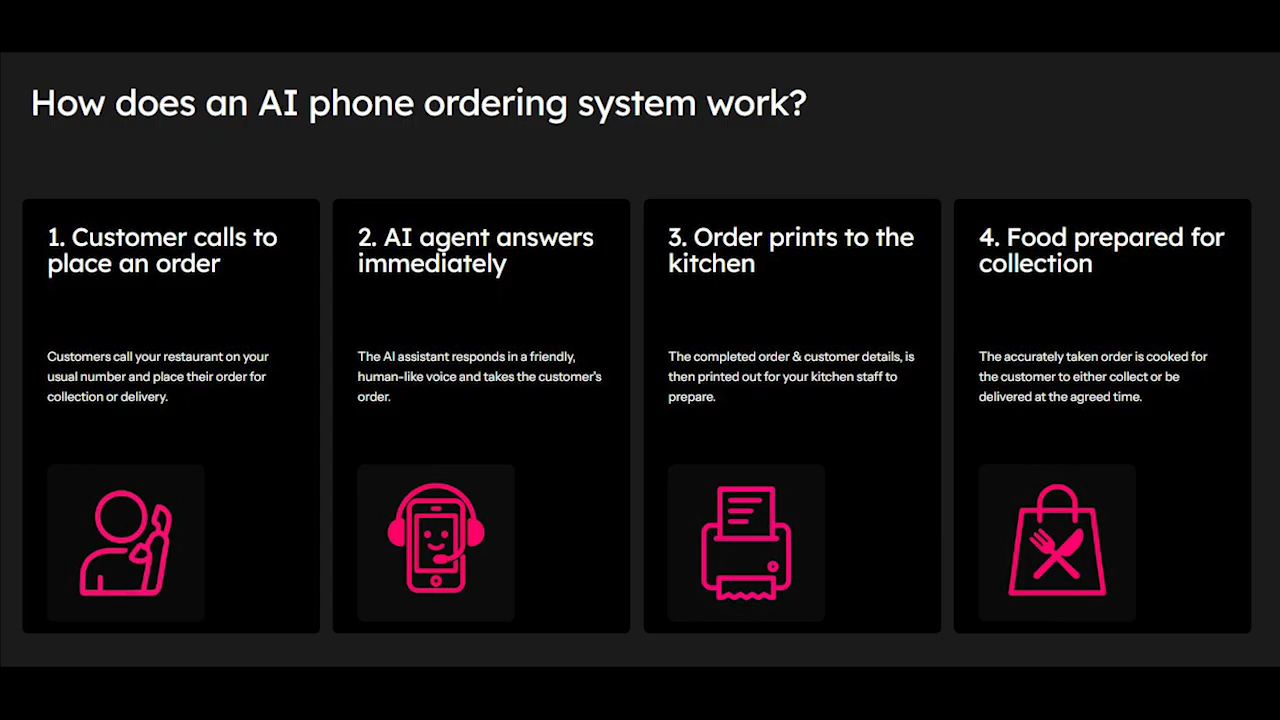 How does an AI phone ordering system work?
1. Customer calls to
place an order
Customers call your restaurant on your
usual number and place their order for
collection or delivery.
2. AI agent answers
immediately
The AI assistant responds in a friendly,
human-like voice and takes the customer's
order.
3. Order prints to the
kitchen
The completed order & customer details, is
then printed out for your kitchen staff to
prepare.
4. Food prepared for
collection
The accurately taken order is cooked for
the customer to either collect or be
delivered at the agreed time.